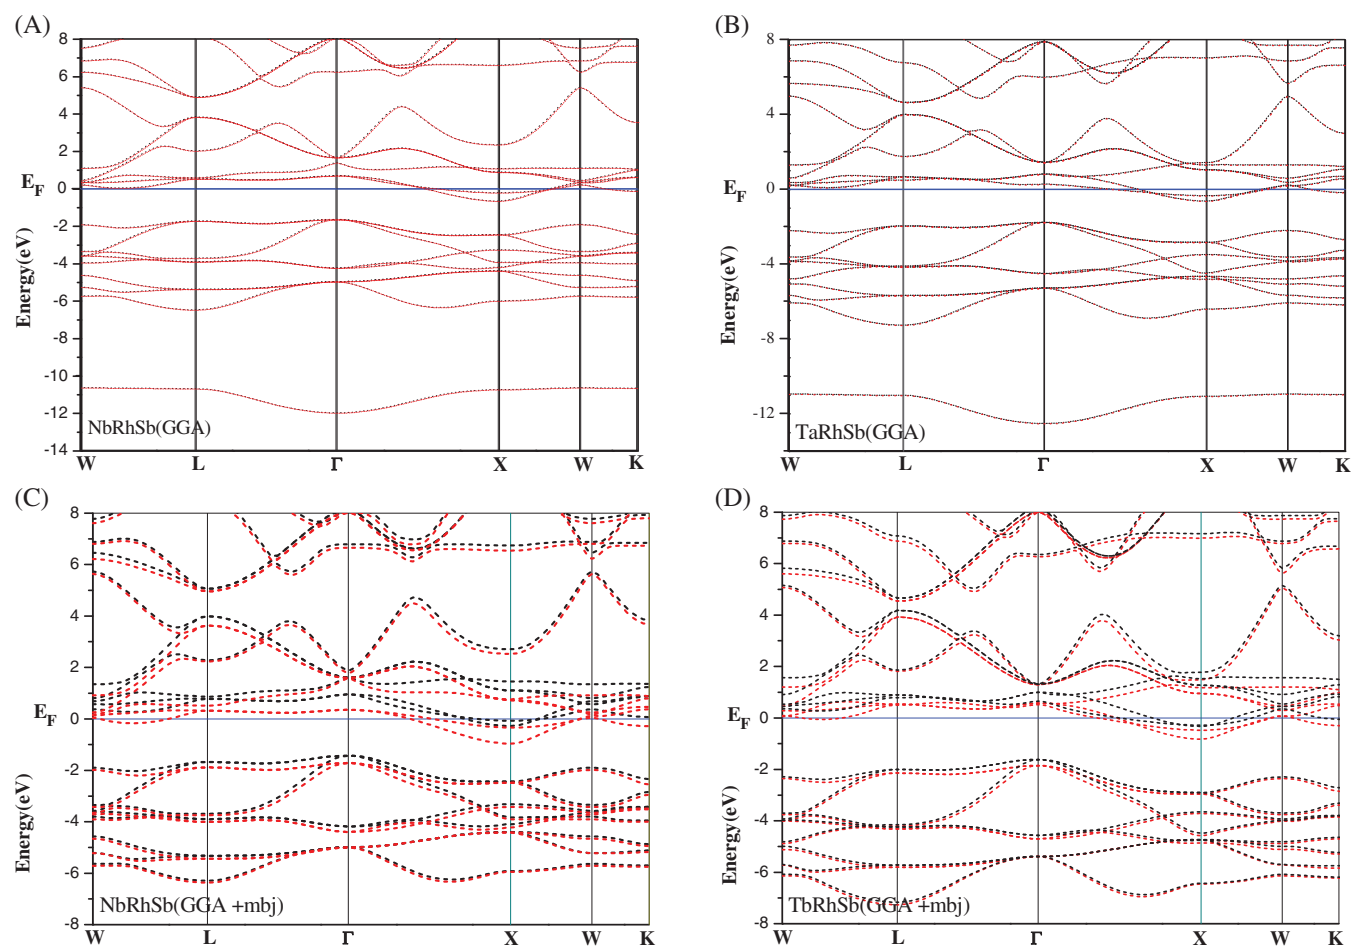 (A)
8
6
4
2
E_F 0
-2
-4
-6
-8
-10
-12
-14
Energy(eV)
NbRhSb(GGA)
W L Γ X W K
(B)
8
4
E_F 0
-4
-8
-12
Energy(eV)
TaRhSb(GGA)
W L Γ X W K
(C)
8
6
4
2
E_F 0
-2
-4
-6
-8
Energy(eV)
NbRhSb(GGA +mbj)
W L Γ X W K
(D)
8
6
4
2
E_F 0
-2
-4
-6
-8
Energy(eV)
TbRhSb(GGA +mbj)
W L Γ X W K